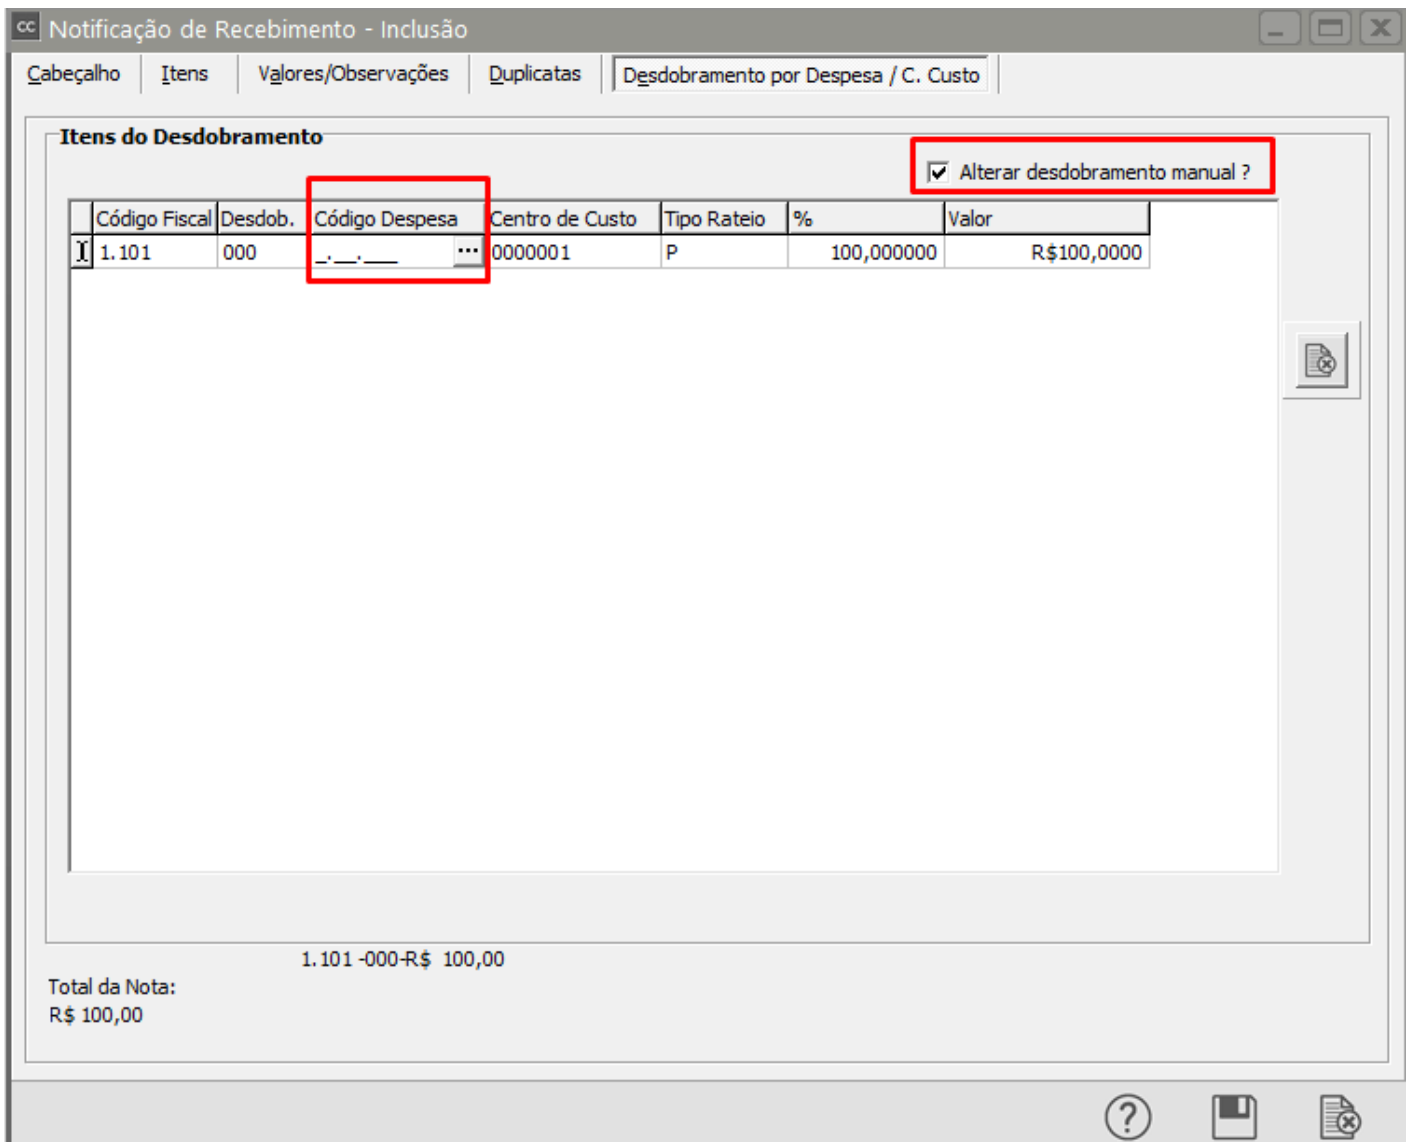 cc Notificação de Recebimento - Inclusão
Cabeçalho Itens Valores/Observações Duplicatas Desdobramento por Despesa / C. Custo
Itens do Desdobramento
Alterar desdobramento manual ?
Código Fiscal Desdob. Código Despesa Centro de Custo Tipo Rateio % Valor
1.101 000 _.__.___ ... 0000001 P 100,000000 R$100,0000
1.101 -000-R$ 100,00
Total da Nota:
R$ 100,00
?